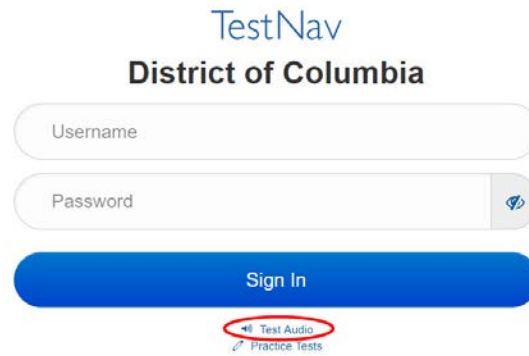 TestNav
District of Columbia
Username
Password
Sign In
Test Audio
Practice Tests